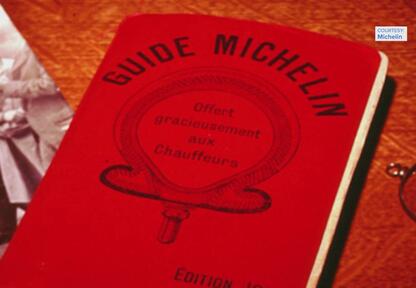 COURTESY:
Michelin
GUIDE MICHELIN
Offert
gracieusement
aux
Chauffeurs
EDITION